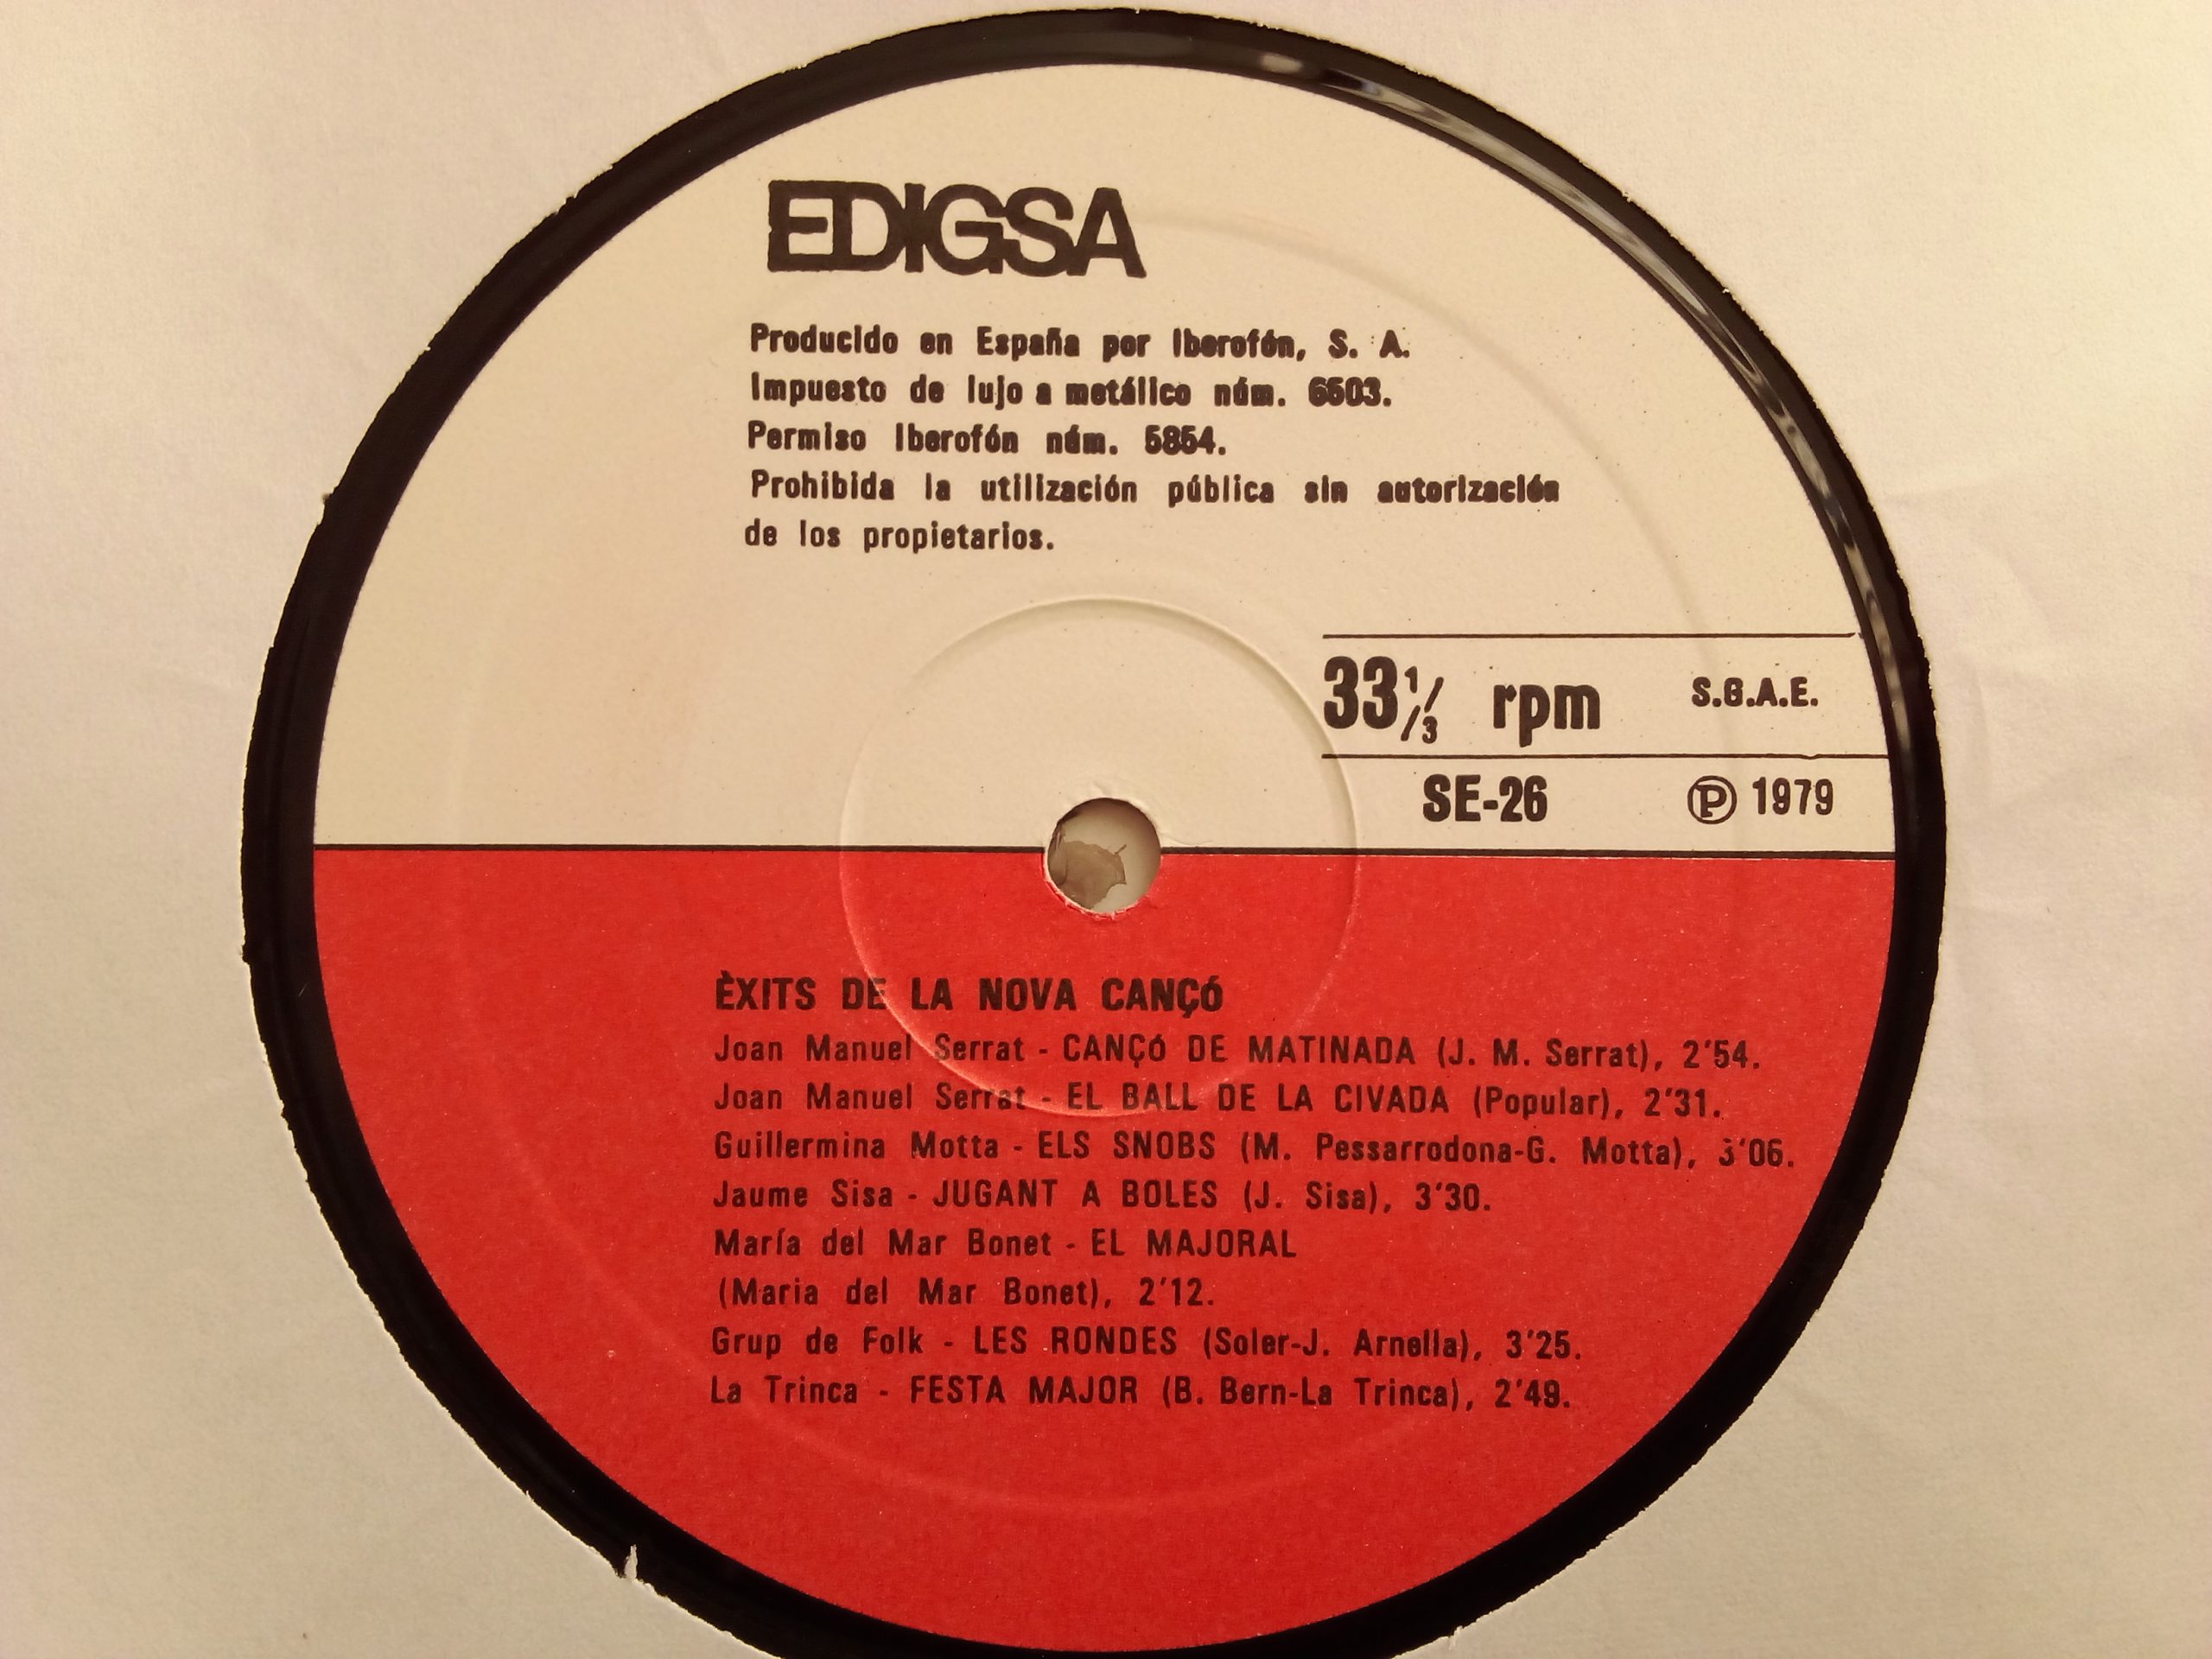 EDIGSA
Producido en España por Iberofón, S. A.
Impuesto de lujo a metálico núm. 6503.
Permiso Iberofón núm. 5854.
Prohibida la utilización pública sin autorización
de los propietarios.
33 1/3 rpm S.G.A.E.
SE-26 Ⓟ 1979
ÈXITS DE LA NOVA CANÇÓ
Joan Manuel Serrat - CANÇÓ DE MATINADA (J. M. Serrat), 2'54.
Joan Manuel Serrat - EL BALL DE LA CIVADA (Popular), 2'31.
Guillermina Motta - ELS SNOBS (M. Pessarrodona-G. Motta), 3'06.
Jaume Sisa - JUGANT A BOLES (J. Sisa), 3'30.
María del Mar Bonet - EL MAJORAL
(Maria del Mar Bonet), 2'12.
Grup de Folk - LES RONDES (Soler-J. Arnella), 3'25.
La Trinca - FESTA MAJOR (B. Bern-La Trinca), 2'49.